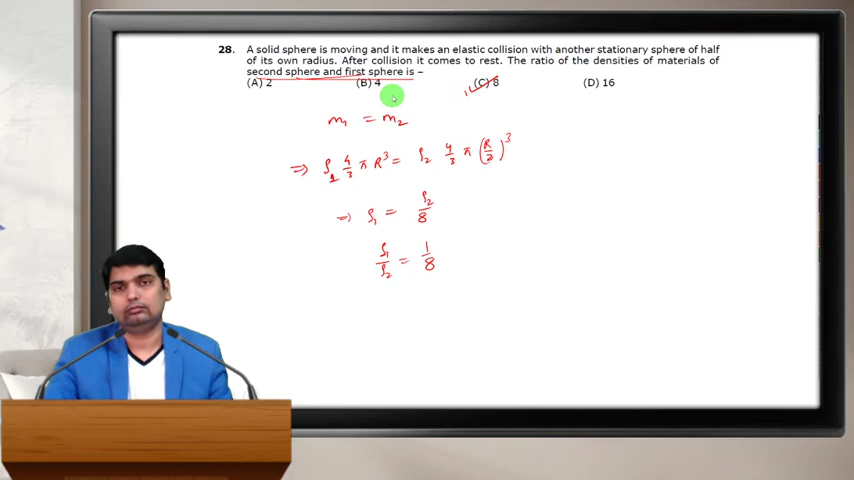 28. A solid sphere is moving and it makes an elastic collision with another stationary sphere of half
of its own radius. After collision it comes to rest. The ratio of the densities of materials of
second sphere and first sphere is –
(A) 2 (B) 4 (C) 8 (D) 16
m₁ = m₂
⇒ ρ₁ 4/3 π R³ = ρ₂ 4/3 π (R/2)³
⇒ ρ₁ = ρ₂/8
ρ₁/ρ₂ = 1/8